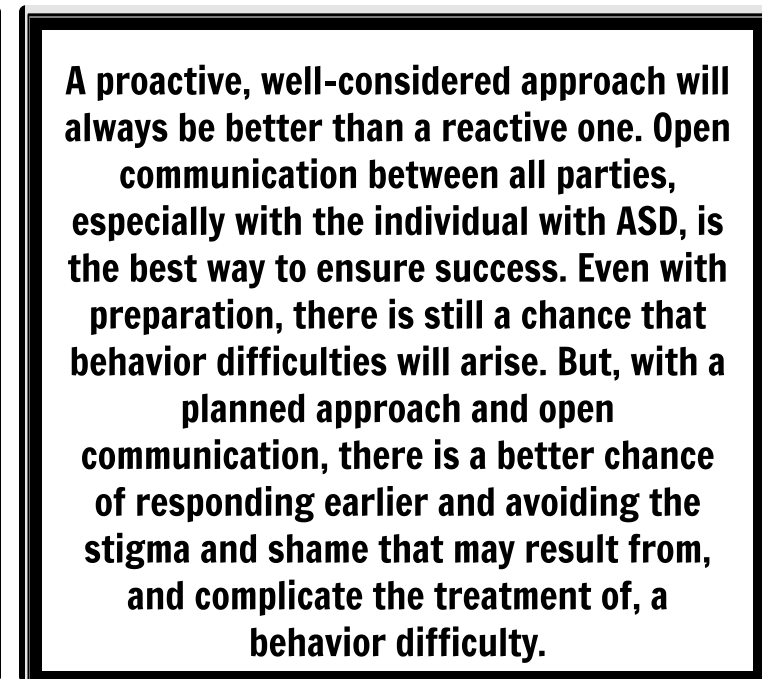 A proactive, well-considered approach will
always be better than a reactive one. Open
communication between all parties,
especially with the individual with ASD, is
the best way to ensure success. Even with
preparation, there is still a chance that
behavior difficulties will arise. But, with a
planned approach and open
communication, there is a better chance
of responding earlier and avoiding the
stigma and shame that may result from,
and complicate the treatment of, a
behavior difficulty.